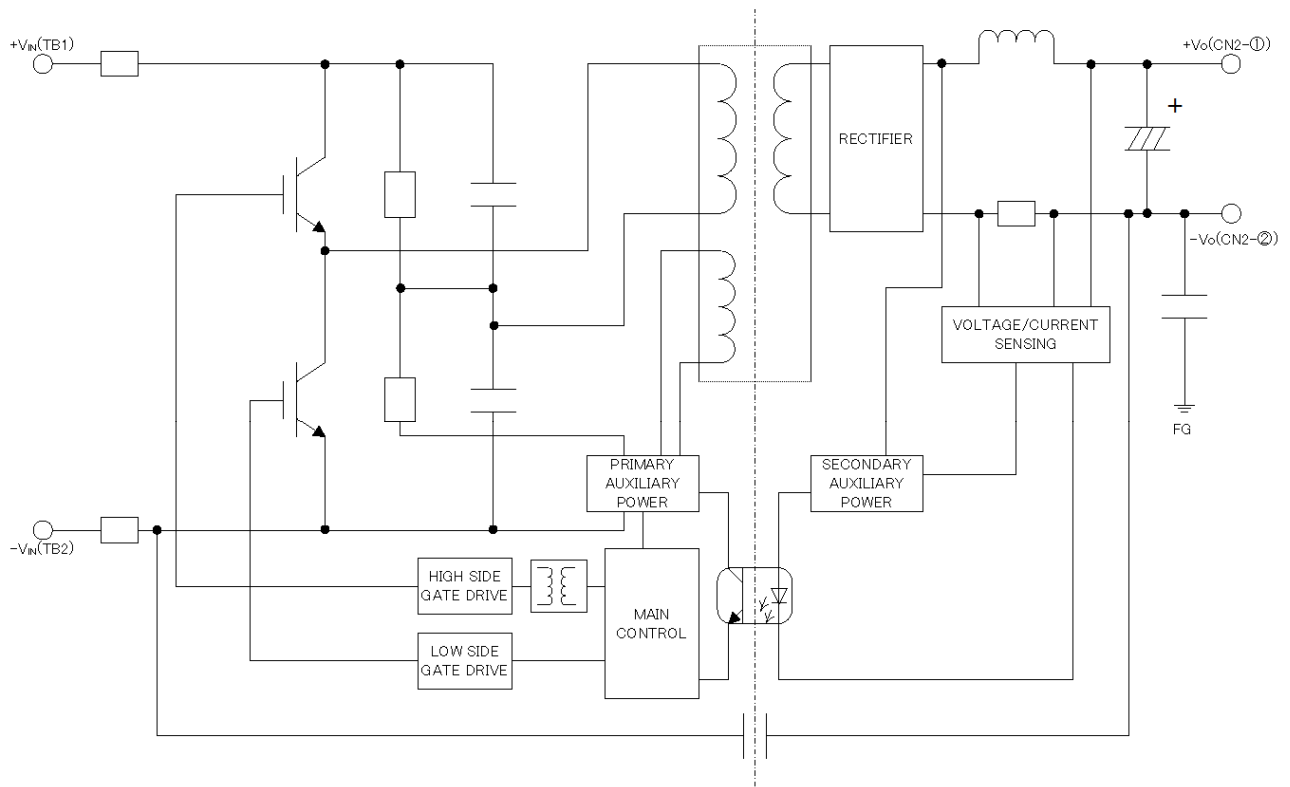 +VIN(TB1)
+Vo(CN2-①)
+
RECTIFIER
-Vo(CN2-②)
VOLTAGE/CURRENT
SENSING
FG
PRIMARY
AUXILIARY
POWER
SECONDARY
AUXILIARY
POWER
-VIN(TB2)
HIGH SIDE
GATE DRIVE
MAIN
CONTROL
LOW SIDE
GATE DRIVE